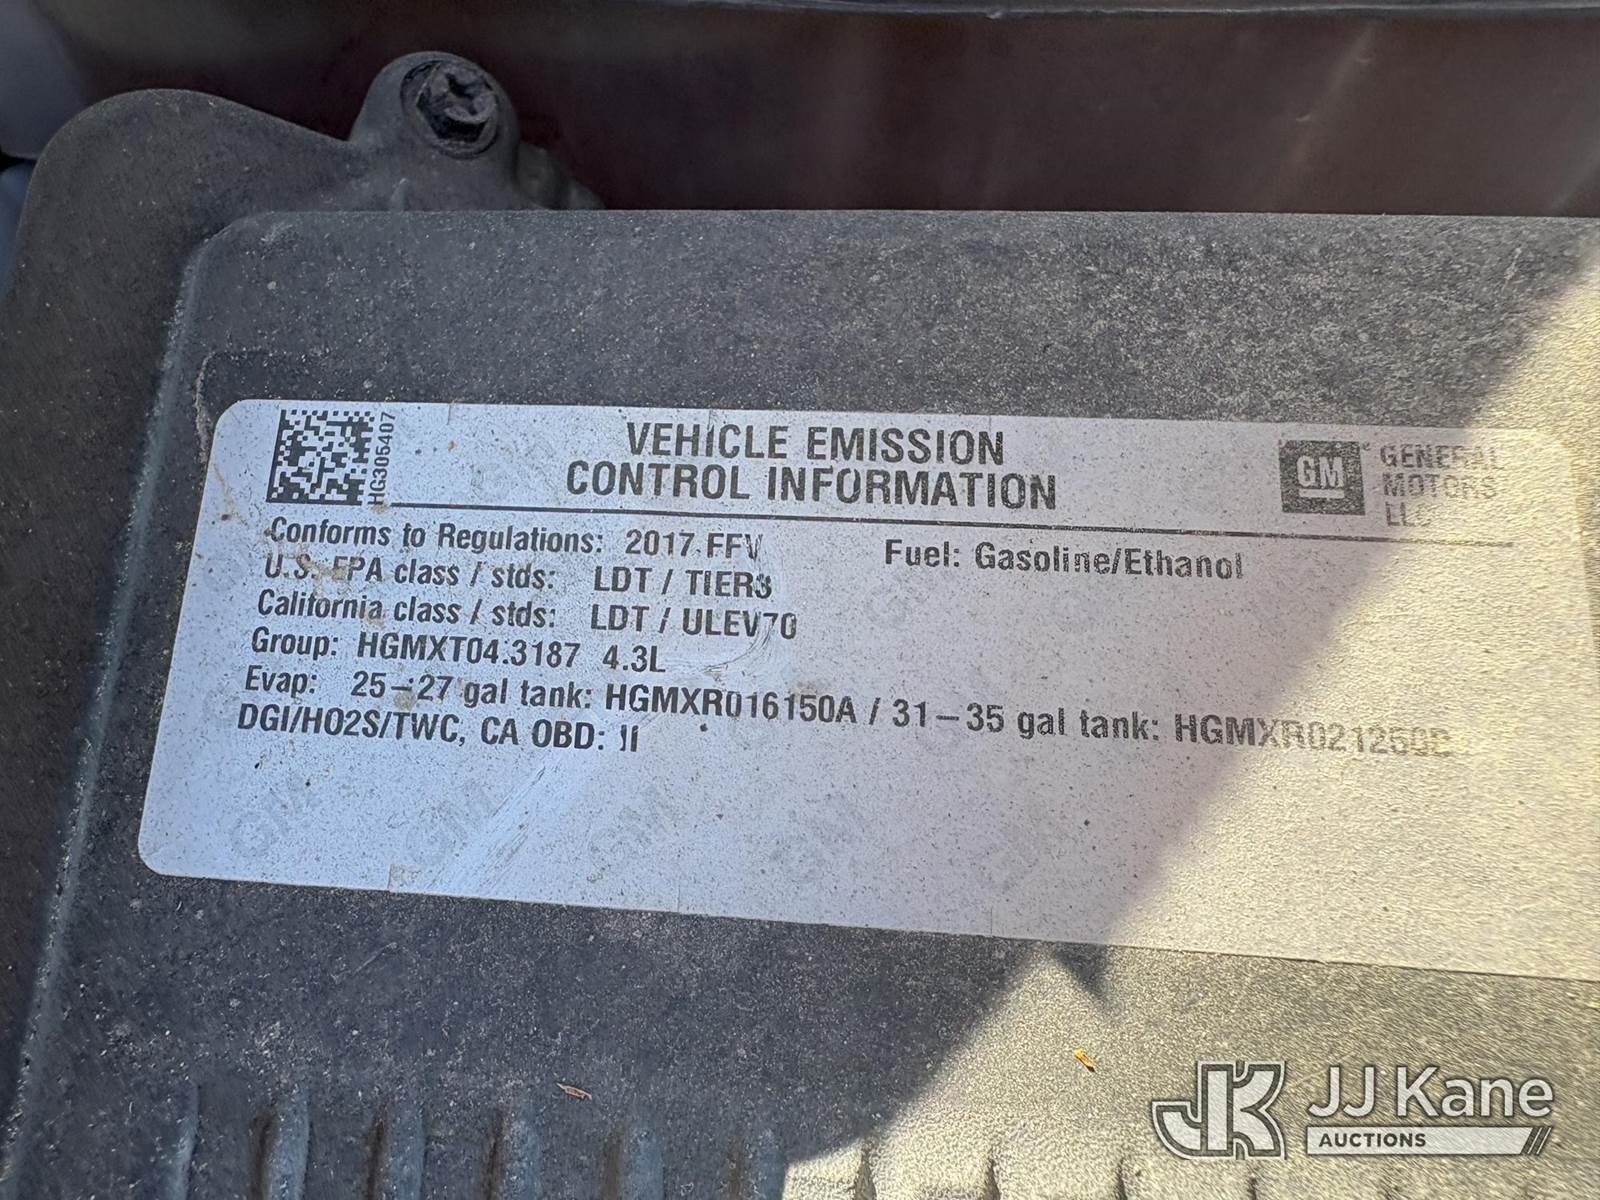 HG305407
VEHICLE EMISSION
CONTROL INFORMATION
GM
GENERAL
MOTORS
LLC
Conforms to Regulations: 2017 FFV Fuel: Gasoline/Ethanol
U.S. EPA class / stds: LDT / TIER3
California class / stds: LDT / ULEV70
Group: HGMXT04.3187 4.3L
Evap: 25-27 gal tank: HGMXR016150A / 31-35 gal tank:
DGI/HO2S/TWC, CA OBD: II
JK JJ Kane
AUCTIONS